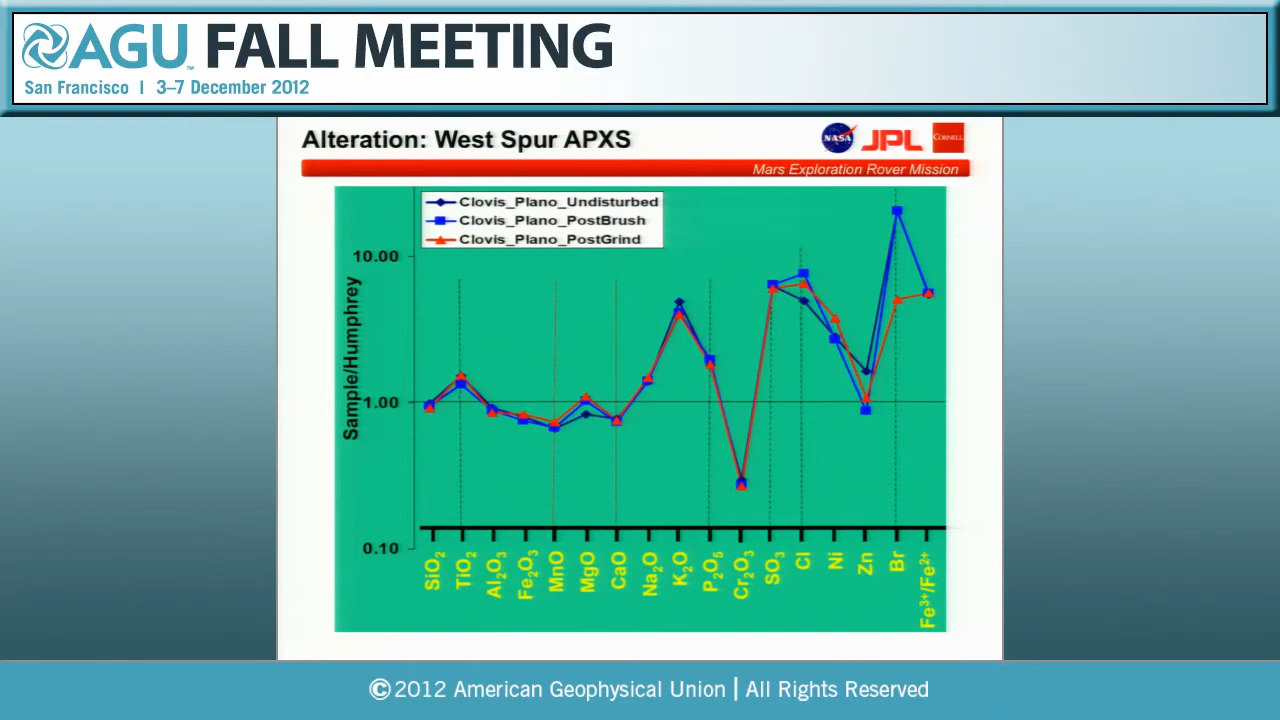 AGU™ FALL MEETING
San Francisco | 3–7 December 2012
Alteration: West Spur APXS
NASA JPL CORNELL
Mars Exploration Rover Mission
Clovis_Plano_Undisturbed
Clovis_Plano_PostBrush
Clovis_Plano_PostGrind
Sample/Humphrey
10.00
1.00
0.10
SiO₂
TiO₂
Al₂O₃
Fe₂O₃
MnO
MgO
CaO
Na₂O
K₂O
P₂O₅
Cr₂O₃
SO₃
Cl
Ni
Zn
Br
Fe³⁺/Fe²⁺
©2012 American Geophysical Union | All Rights Reserved